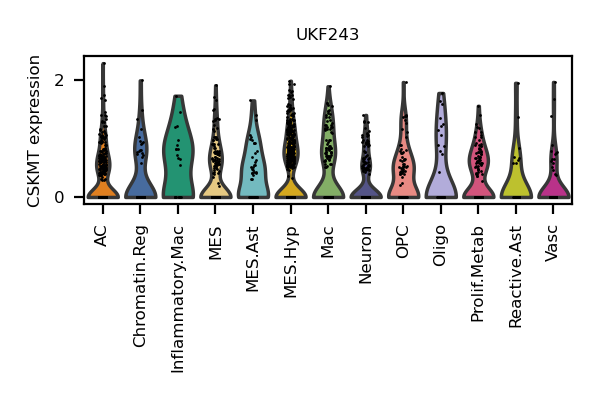 UKF243
CSKMT expression
2
0
AC
Chromatin.Reg
Inflammatory.Mac
MES
MES.Ast
MES.Hyp
Mac
Neuron
OPC
Oligo
Prolif.Metab
Reactive.Ast
Vasc